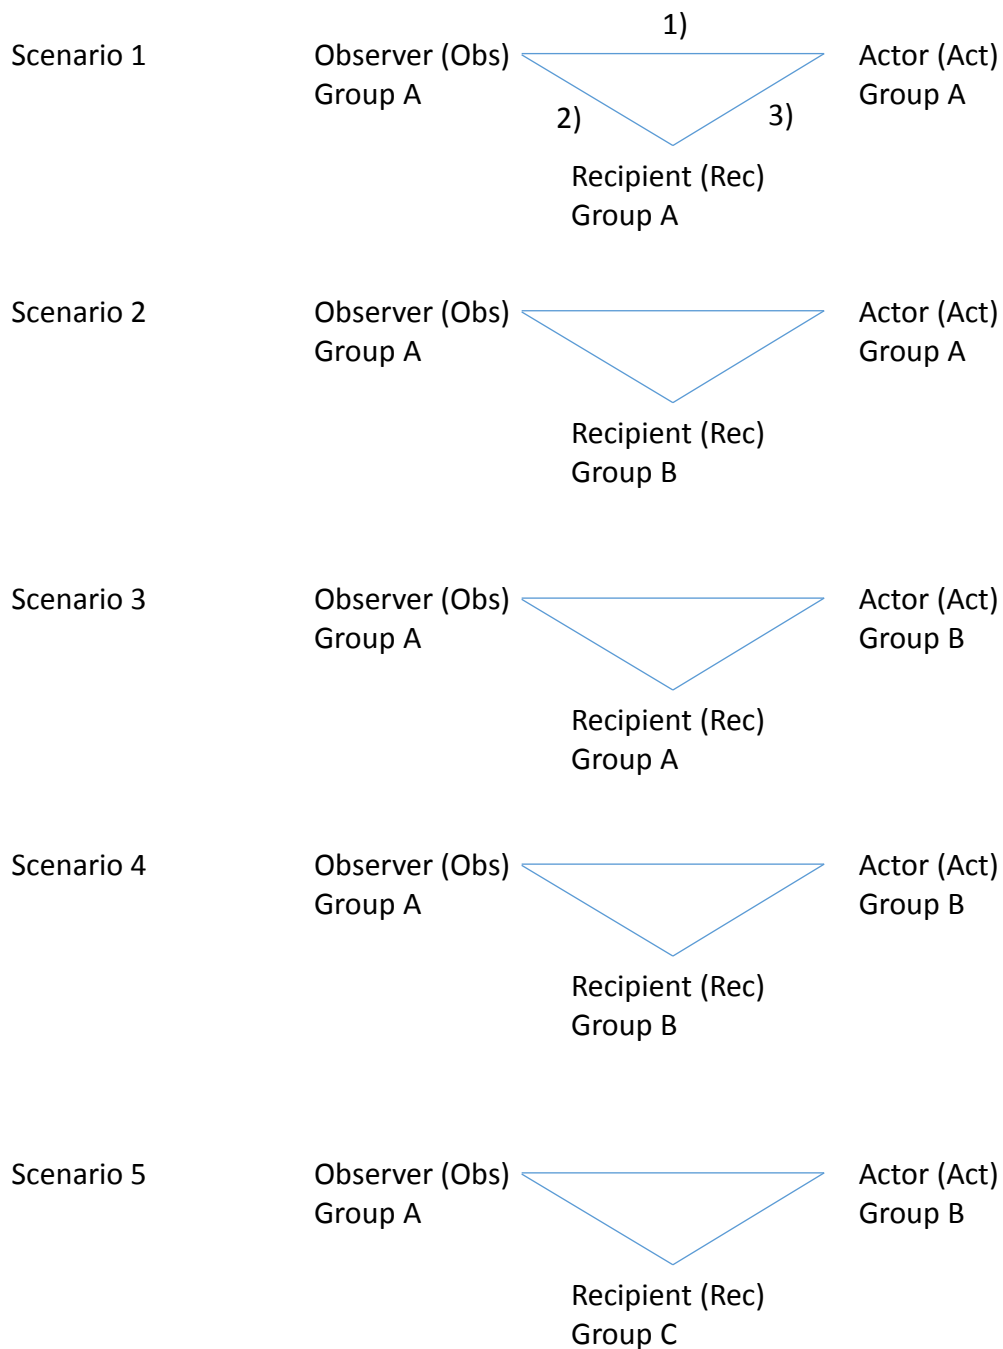 1)
Scenario 1 Observer (Obs) Actor (Act)
Group A Group A
2) 3)
Recipient (Rec)
Group A
Scenario 2 Observer (Obs) Actor (Act)
Group A Group A
Recipient (Rec)
Group B
Scenario 3 Observer (Obs) Actor (Act)
Group A Group B
Recipient (Rec)
Group A
Scenario 4 Observer (Obs) Actor (Act)
Group A Group B
Recipient (Rec)
Group B
Scenario 5 Observer (Obs) Actor (Act)
Group A Group B
Recipient (Rec)
Group C